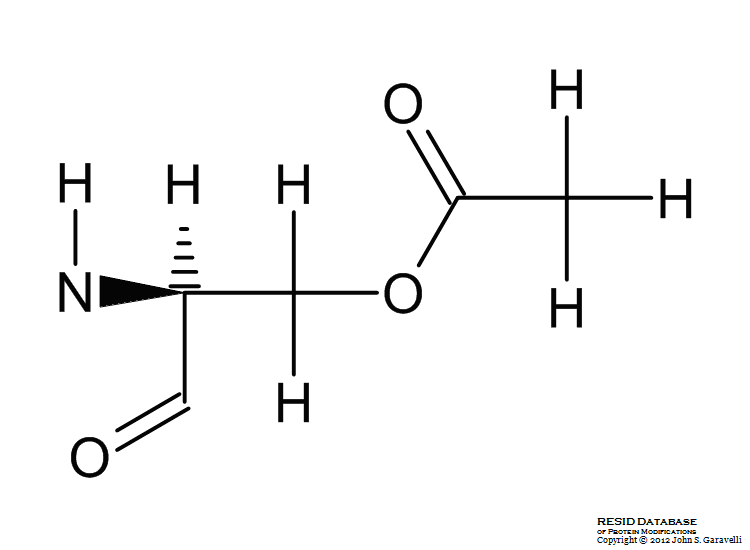 O H
H H H H
N O H
O
RESID DATABASE
OF PROTEIN MODIFICATIONS
Copyright © 2012 John S. Garavelli